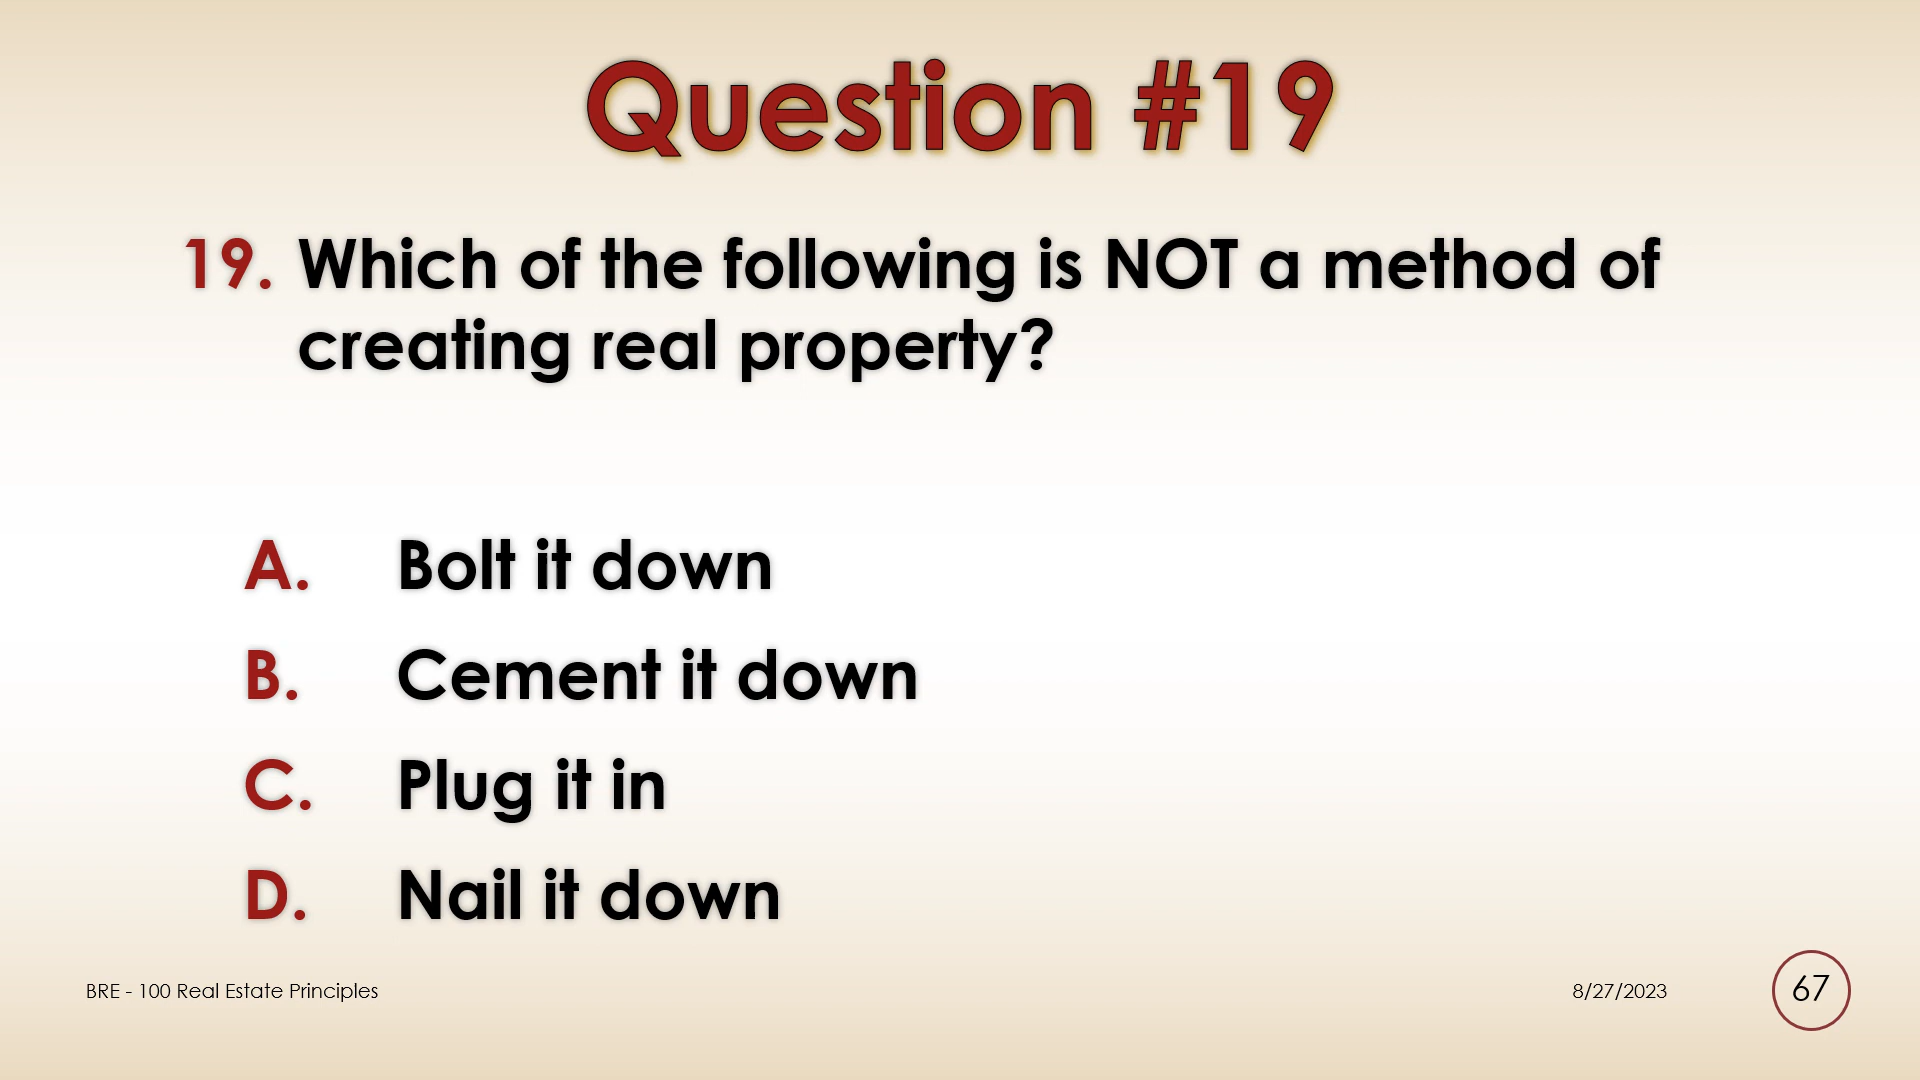 Question #19
19. Which of the following is NOT a method of
creating real property?
A. Bolt it down
B. Cement it down
C. Plug it in
D. Nail it down
BRE - 100 Real Estate Principles 8/27/2023 67